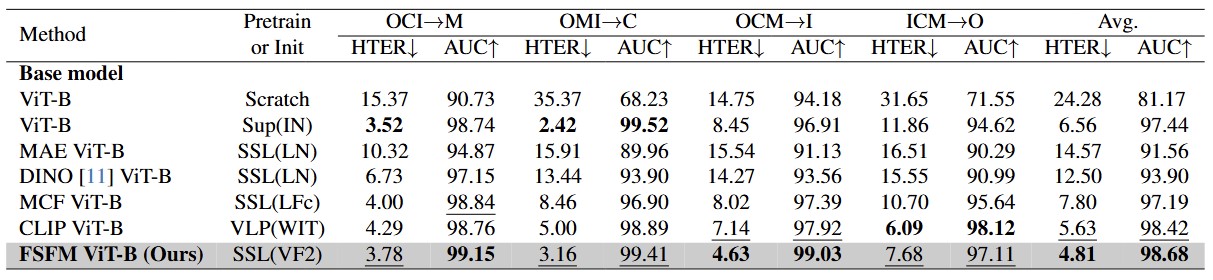 Method Pretrain or Init OCI→M OMI→C OCM→I ICM→O Avg.
HTER↓ AUC↑ HTER↓ AUC↑ HTER↓ AUC↑ HTER↓ AUC↑ HTER↓ AUC↑
Base model
ViT-B Scratch 15.37 90.73 35.37 68.23 14.75 94.18 31.65 71.55 24.28 81.17
ViT-B Sup(IN) 3.52 98.74 2.42 99.52 8.45 96.91 11.86 94.62 6.56 97.44
MAE ViT-B SSL(LN) 10.32 94.87 15.91 89.96 15.54 91.13 16.51 90.29 14.57 91.56
DINO [11] ViT-B SSL(LN) 6.73 97.15 13.44 93.90 14.27 93.56 15.55 90.99 12.50 93.90
MCF ViT-B SSL(LFc) 4.00 98.84 8.46 96.90 8.02 97.39 10.70 95.64 7.80 97.19
CLIP ViT-B VLP(WIT) 4.29 98.76 5.00 98.89 7.14 97.92 6.09 98.12 5.63 98.42
FSFM ViT-B (Ours) SSL(VF2) 3.78 99.15 3.16 99.41 4.63 99.03 7.68 97.11 4.81 98.68